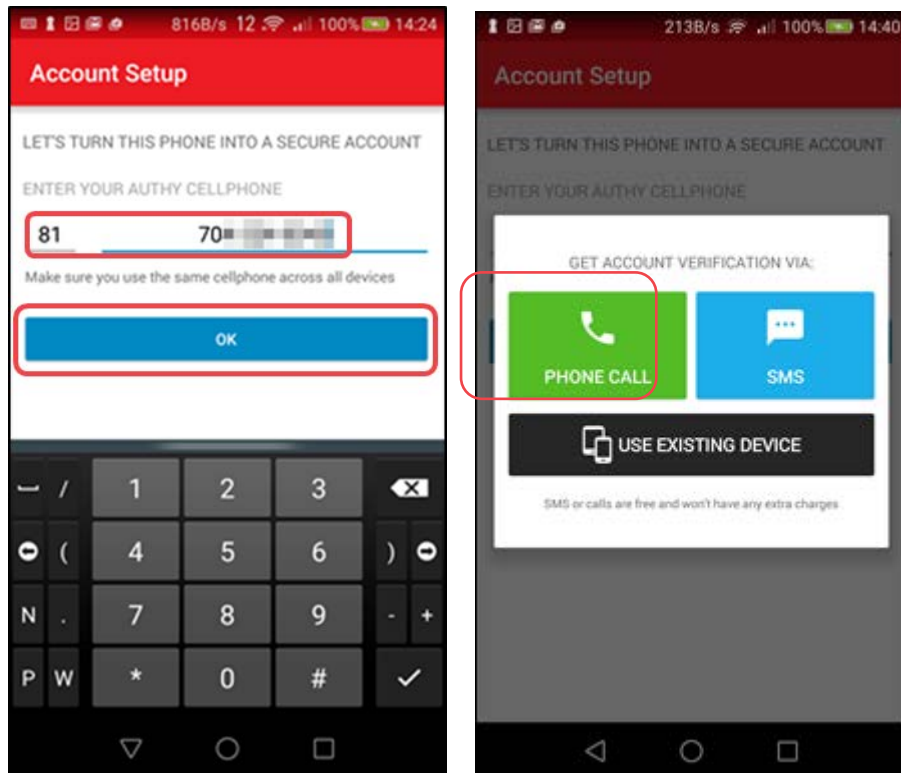 816B/s 12 100% 14:24
Account Setup
LET'S TURN THIS PHONE INTO A SECURE ACCOUNT
ENTER YOUR AUTHY CELLPHONE
81 70
Make sure you use the same cellphone across all devices
OK
/ 1 2 3
( 4 5 6 )
N . 7 8 9 - +
P W * 0 #
213B/s 100% 14:40
Account Setup
LET'S TURN THIS PHONE INTO A SECURE ACCOUNT
ENTER YOUR AUTHY CELLPHONE
GET ACCOUNT VERIFICATION VIA:
PHONE CALL SMS
USE EXISTING DEVICE
SMS or calls are free and won't have any extra charges